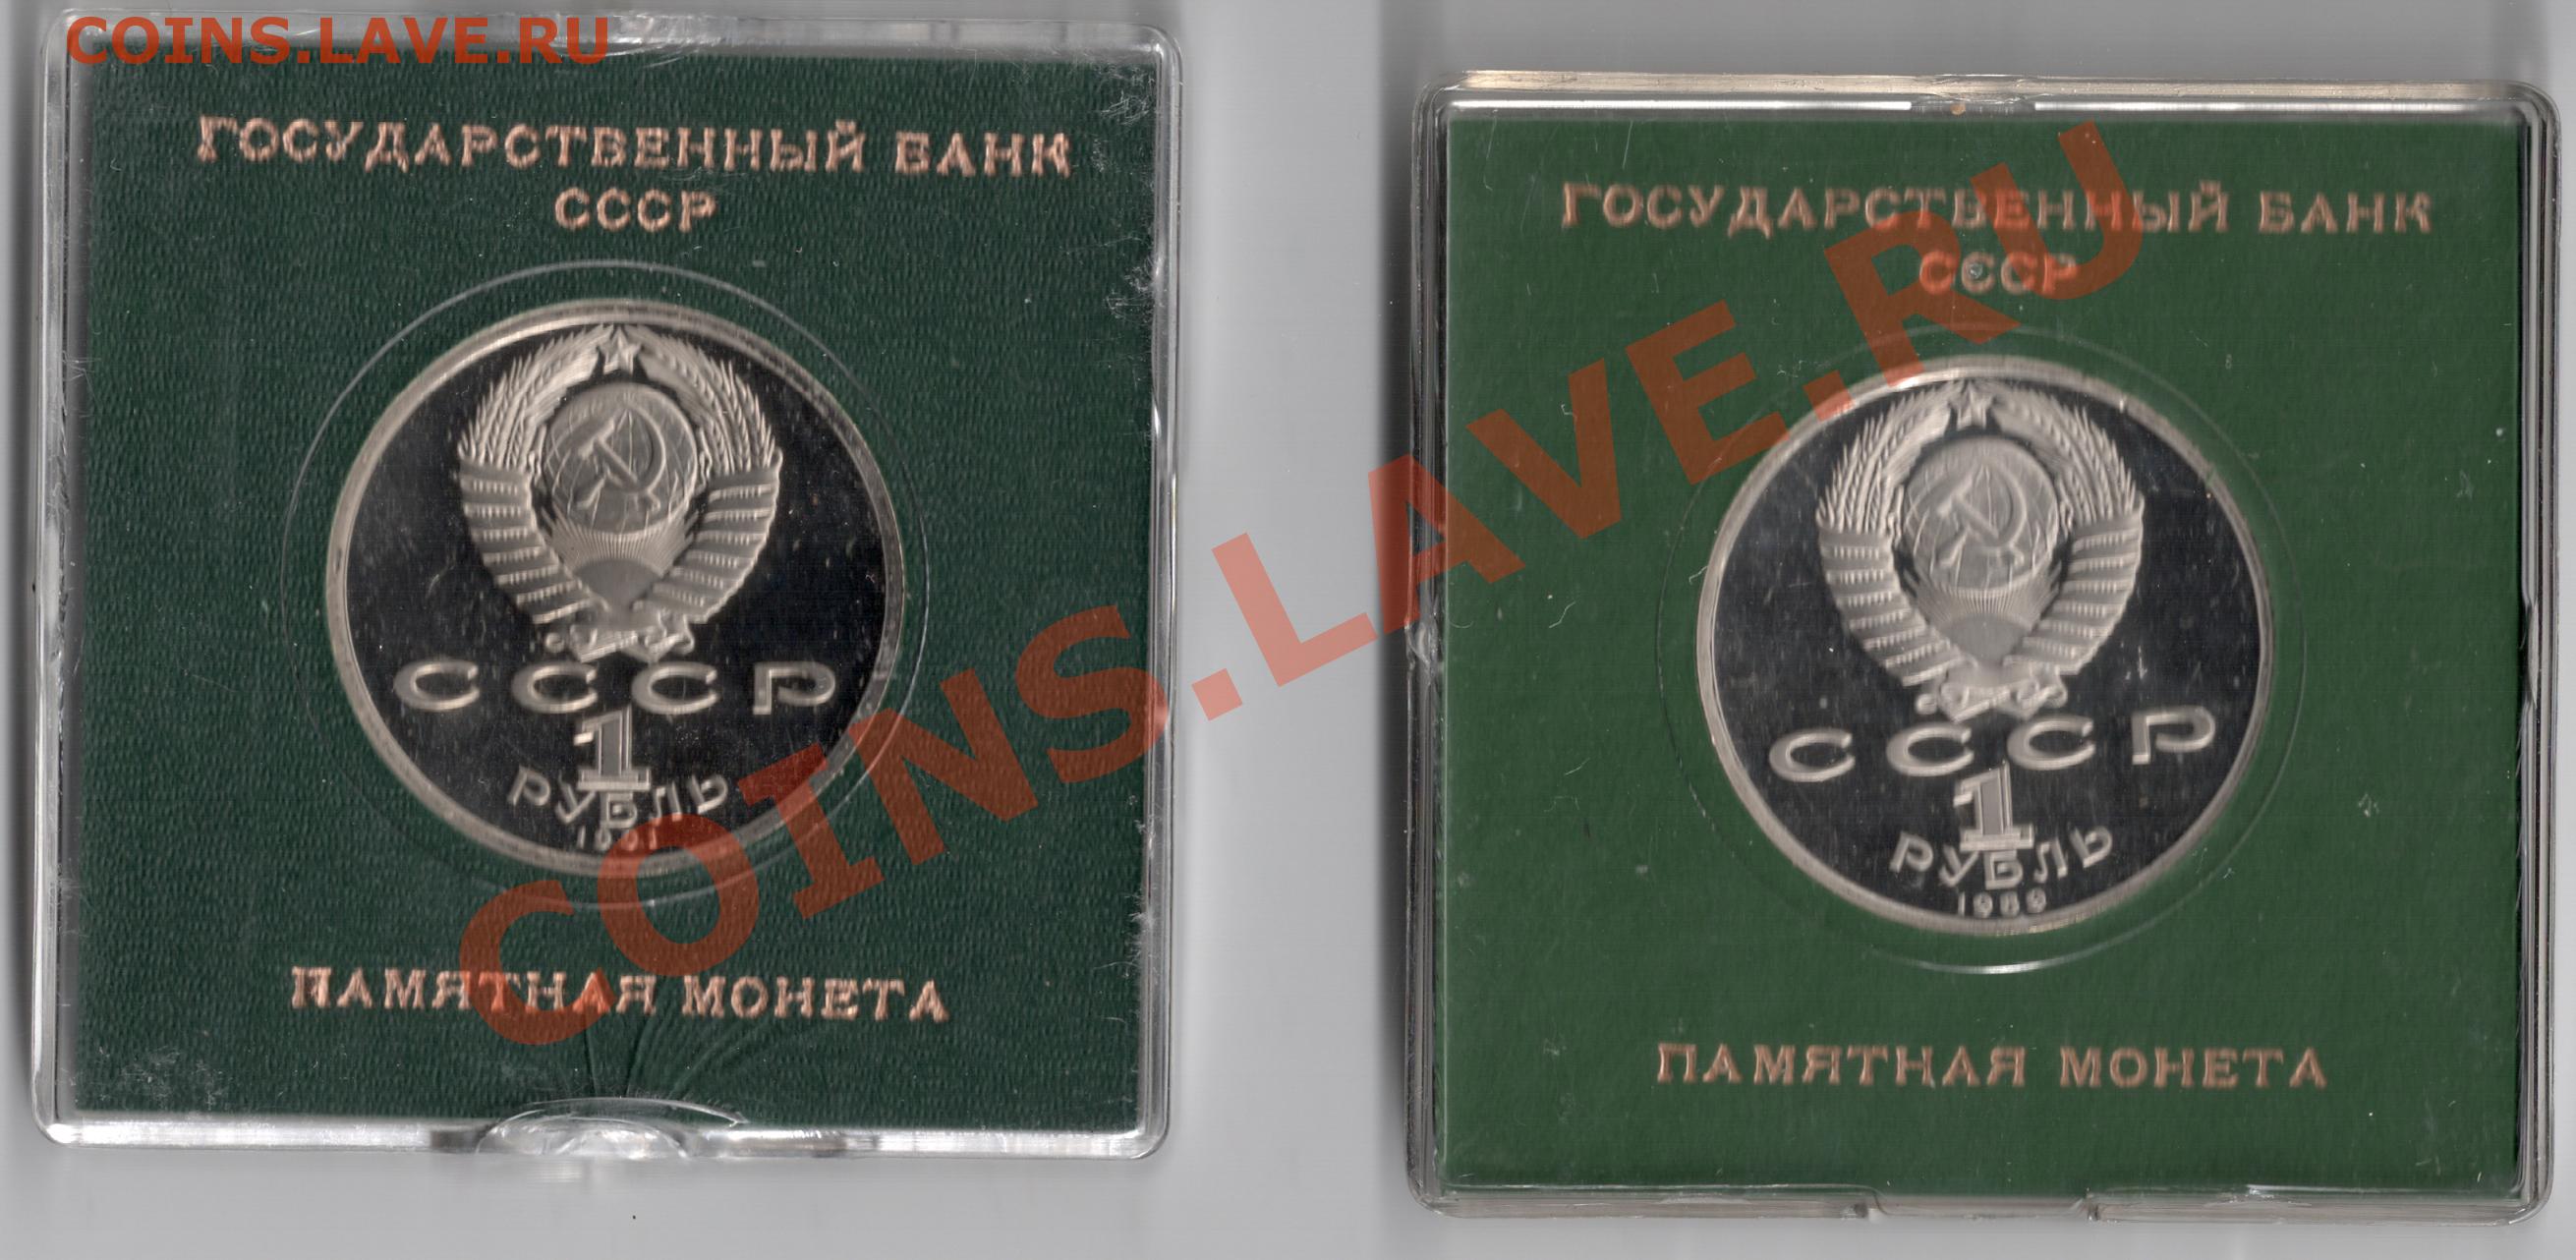 COINS.LAVE.RU
ГОСУДАРСТВЕННЫЙ БАНК
СССР
СССР
1
РУБЛЬ
1991
ПАМЯТНАЯ МОНЕТА
ГОСУДАРСТВЕННЫЙ БАНК
СССР
СССР
1
РУБЛЬ
1989
ПАМЯТНАЯ МОНЕТА
COINS.LAVE.RU